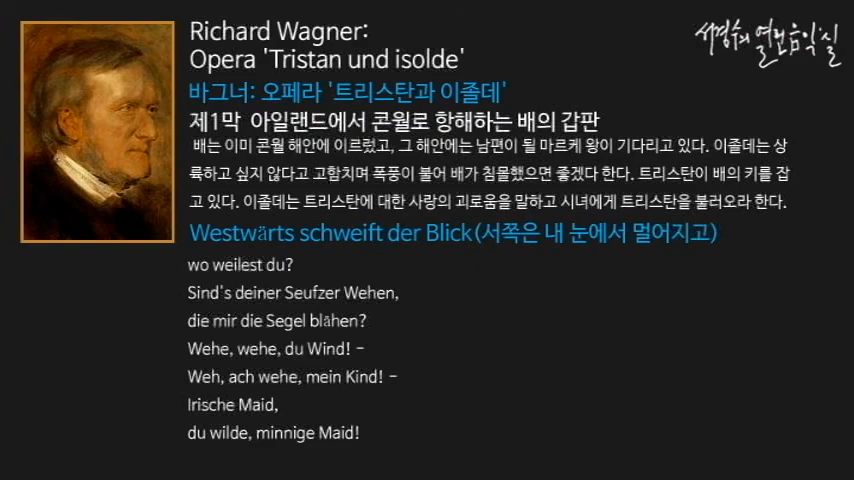 Richard Wagner:
Opera 'Tristan und isolde'
바그너: 오페라 '트리스탄과 이졸데'
제1막 아일랜드에서 콘월로 항해하는 배의 갑판
배는 이미 콘월 해안에 이르렀고, 그 해안에는 남편이 될 마르케 왕이 기다리고 있다. 이졸데는 상
륙하고 싶지 않다고 고함치며 폭풍이 불어 배가 침몰했으면 좋겠다 한다. 트리스탄이 배의 키를 잡
고 있다. 이졸데는 트리스탄에 대한 사랑의 괴로움을 말하고 시녀에게 트리스탄을 불러오라 한다.
Westwärts schweift der Blick(서쪽은 내 눈에서 멀어지고)
wo weilest du?
Sind's deiner Seufzer Wehen,
die mir die Segel blähen?
Wehe, wehe, du Wind! -
Weh, ach wehe, mein Kind! -
Irische Maid,
du wilde, minnige Maid!
서경수의 열린음악실